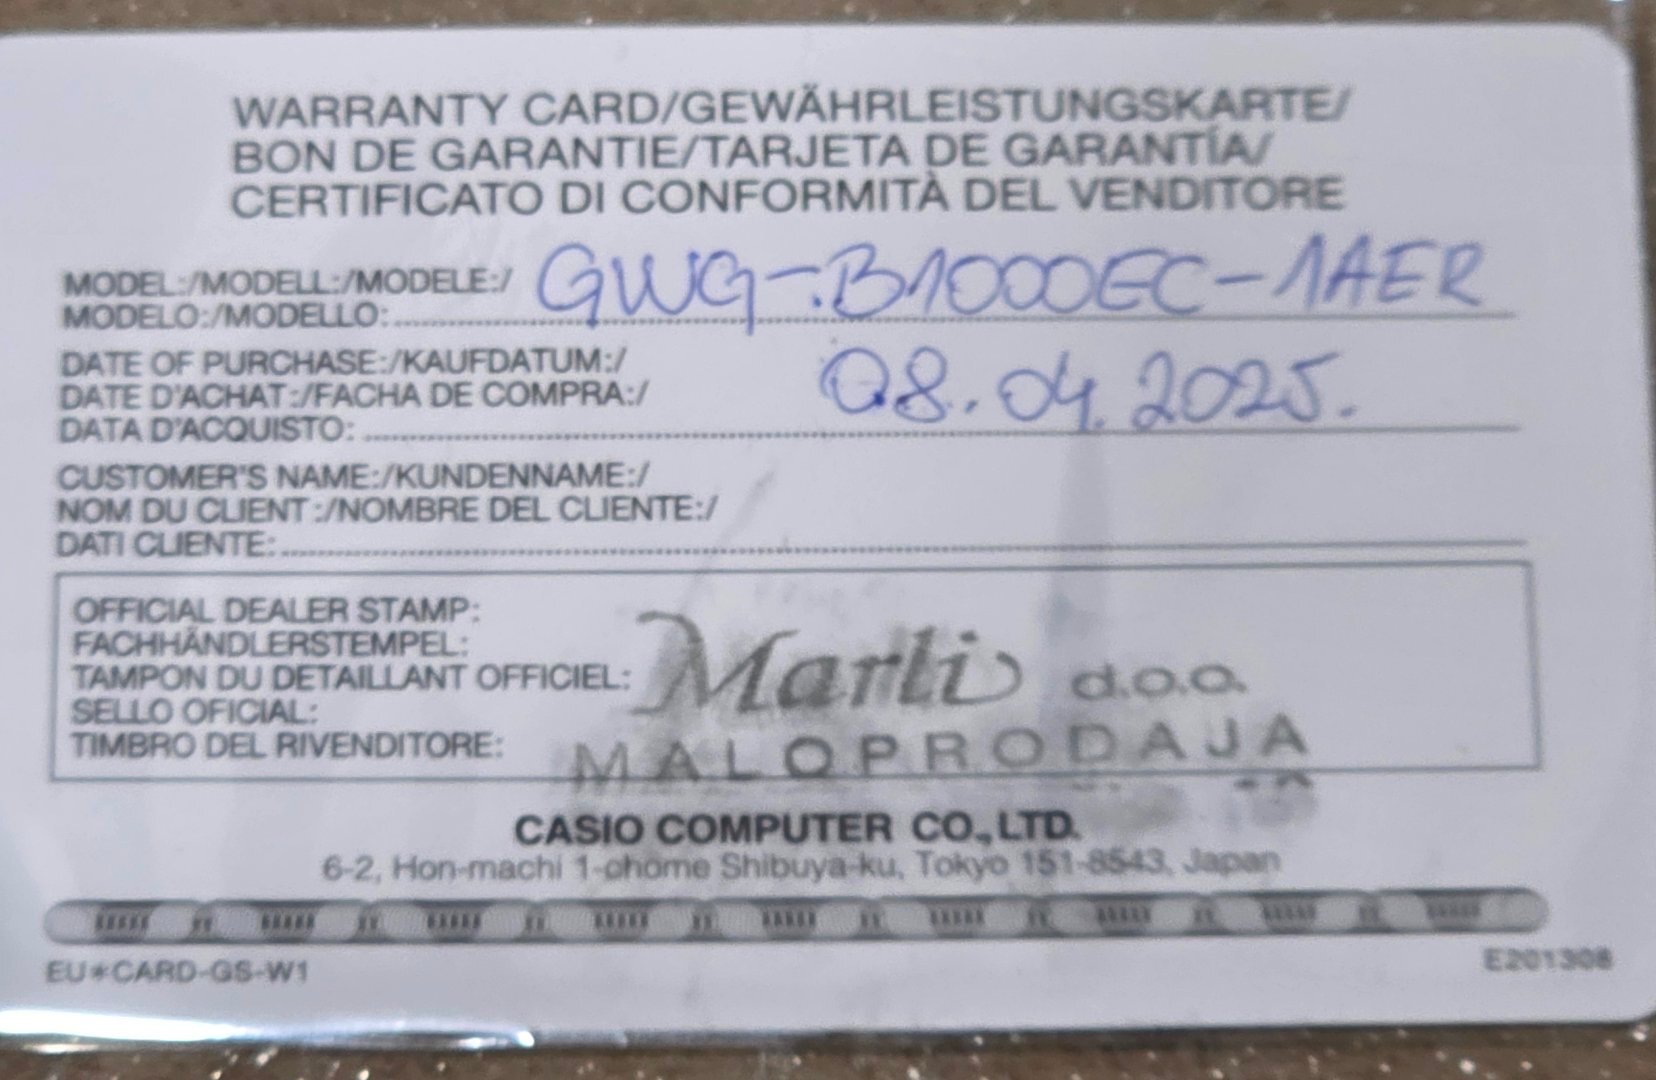 WARRANTY CARD/GEWÄHRLEISTUNGSKARTE/
BON DE GARANTIE/TARJETA DE GARANTÍA/
CERTIFICATO DI CONFORMITÀ DEL VENDITORE
MODEL:/MODELL:/MODELE:/
MODELO:/MODELLO: GWG-B1000EC-1AER
DATE OF PURCHASE:/KAUFDATUM:/
DATE D'ACHAT:/FACHA DE COMPRA:/
DATA D'ACQUISTO: 08.04.2025.
CUSTOMER'S NAME:/KUNDENNAME:/
NOM DU CLIENT:/NOMBRE DEL CLIENTE:/
DATI CLIENTE:
OFFICIAL DEALER STAMP:
FACHHÄNDLERSTEMPEL:
TAMPON DU DETAILLANT OFFICIEL:
SELLO OFICIAL:
TIMBRO DEL RIVENDITORE:
Marli d.o.o.
MALOPRODAJA
CASIO COMPUTER CO.,LTD.
6-2, Hon-machi 1-chome Shibuya-ku, Tokyo 151-8543, Japan
EU*CARD-GS-W1
E201308